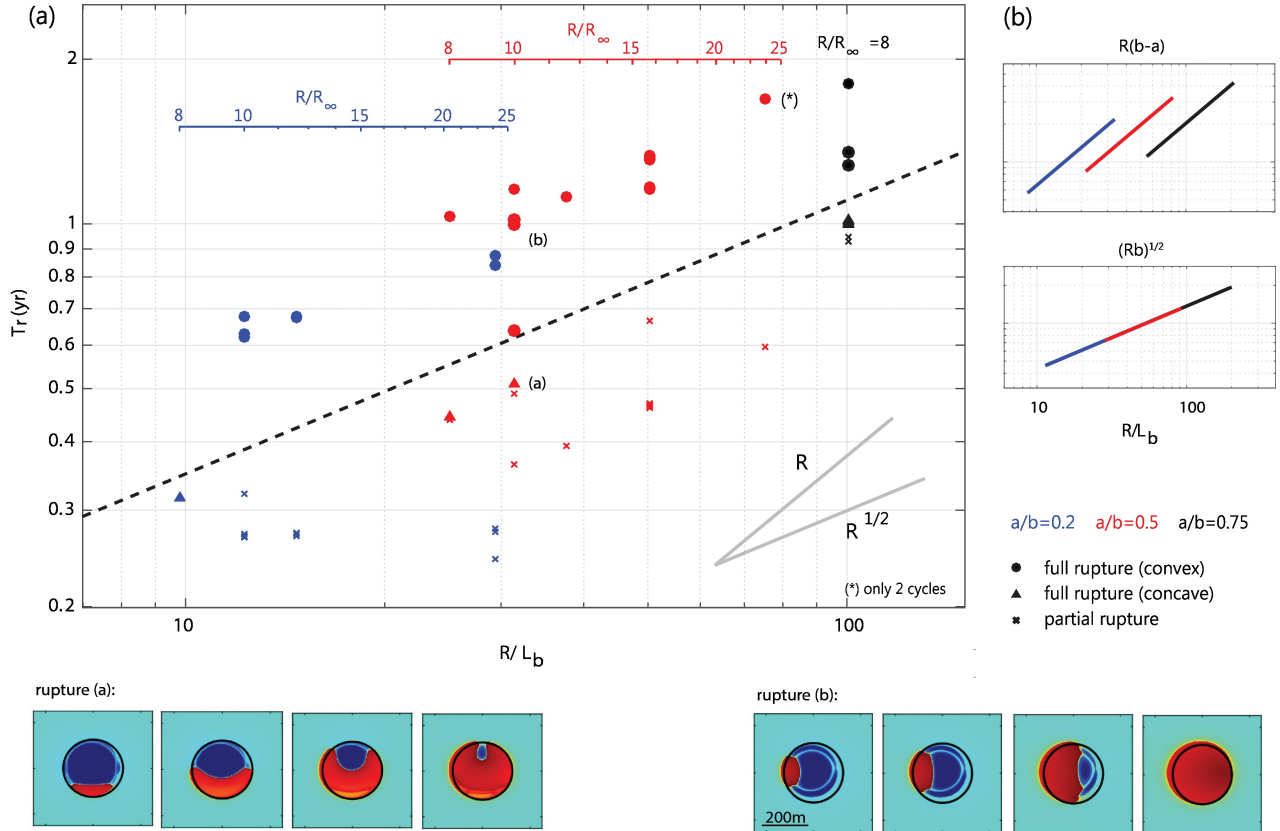 (a)
(b)
R/R∞
8 10 15 20 25
R/R∞ =8
R/R∞
8 10 15 20 25
(*)
(b)
(a)
2
1
0.9
0.8
0.7
0.6
0.5
0.4
0.3
0.2
Tr (yr)
R
R 1/2
(*) only 2 cycles
10 100
R/ Lb
R(b-a)
(Rb)1/2
10 100
R/Lb
a/b=0.2 a/b=0.5 a/b=0.75
full rupture (convex)
full rupture (concave)
partial rupture
rupture (a):
rupture (b):
200m